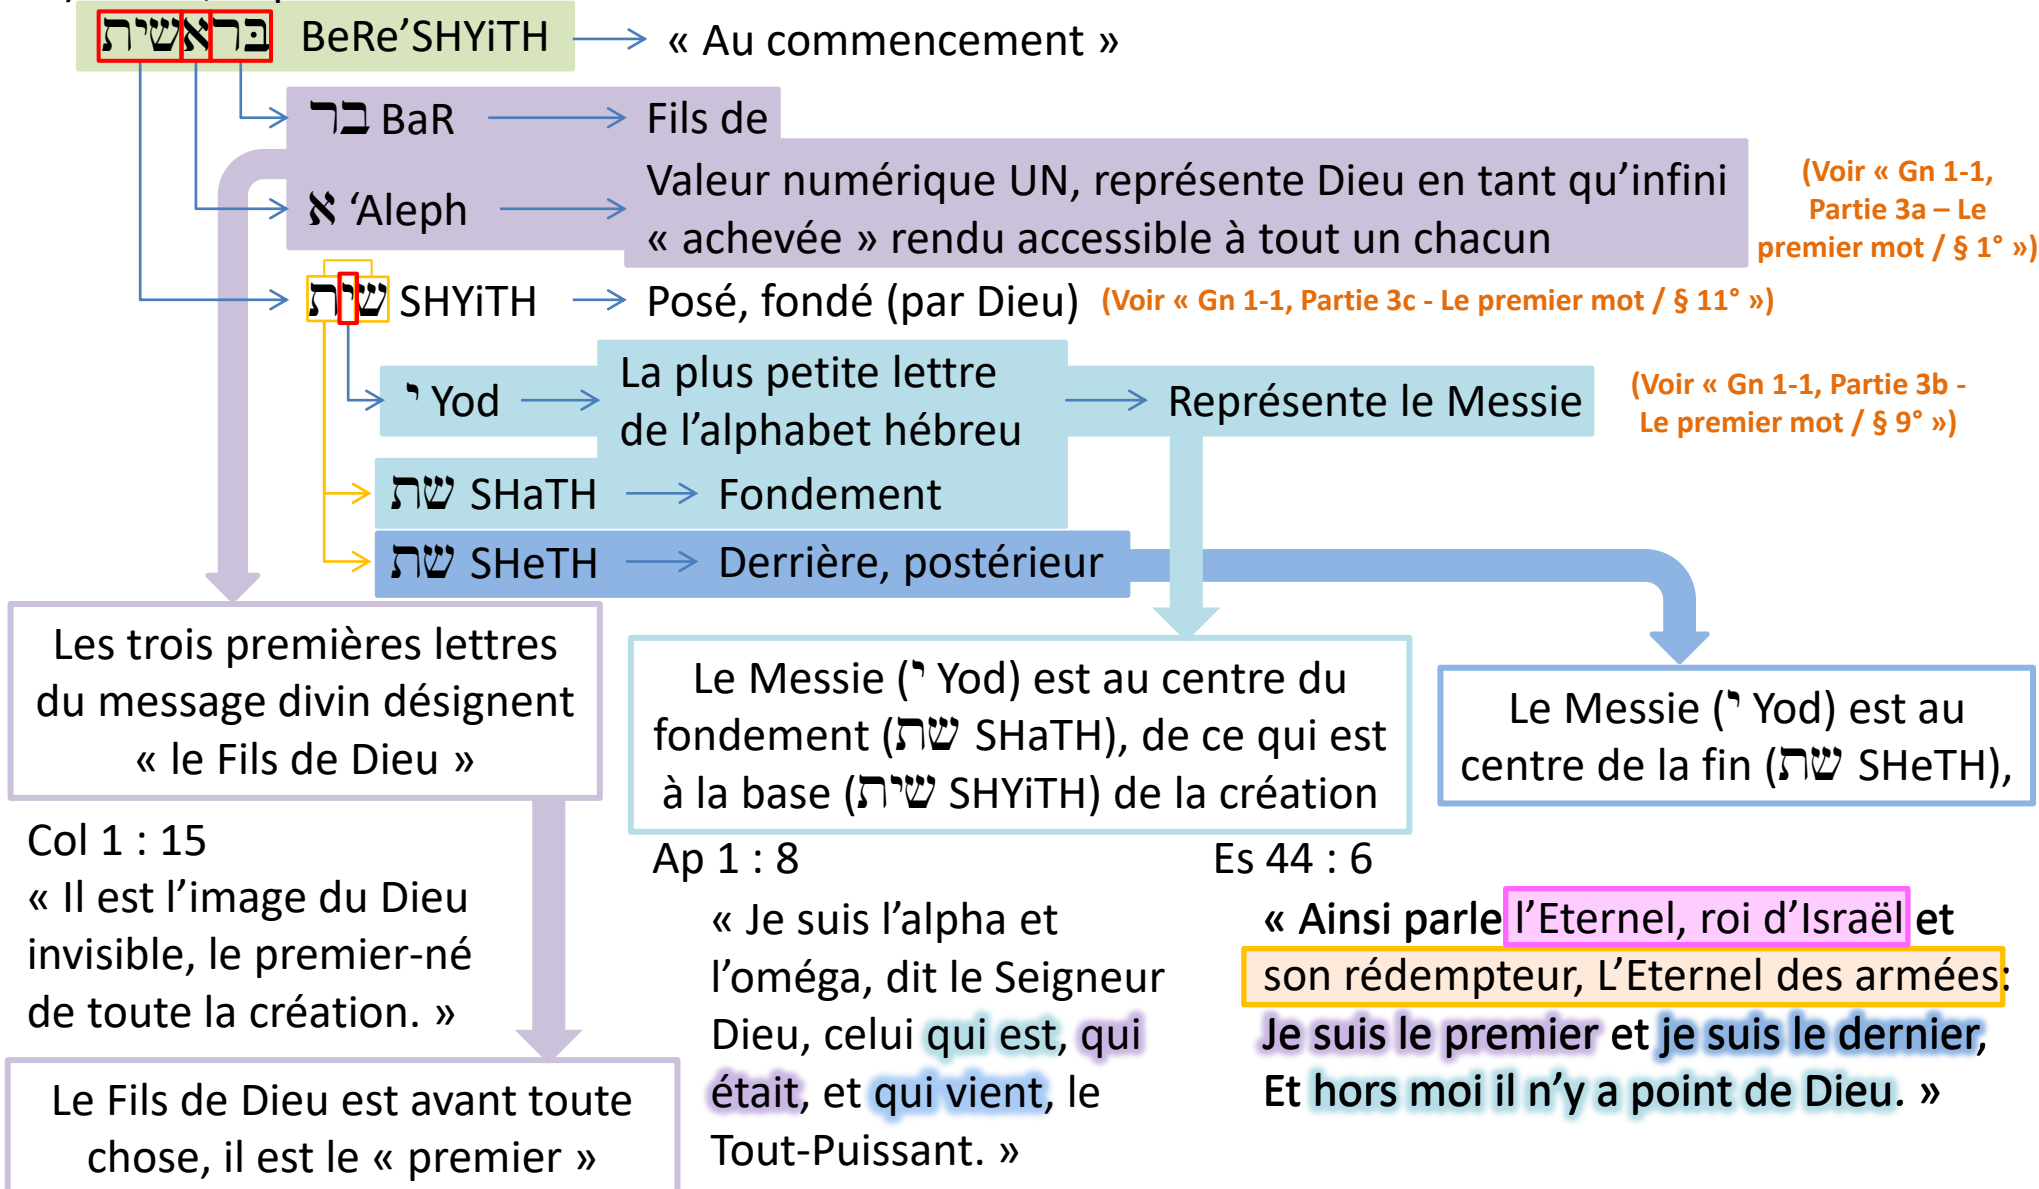 בּראשית BeRe’SHYiTH « Au commencement »
בר BaR Fils de
א ‘Aleph Valeur numérique UN, représente Dieu en tant qu’infini
« achevée » rendu accessible à tout un chacun
(Voir « Gn 1-1,
Partie 3a – Le
premier mot / § 1° »)
שית SHYiTH Posé, fondé (par Dieu) (Voir « Gn 1-1, Partie 3c - Le premier mot / § 11° »)
י Yod La plus petite lettre
de l’alphabet hébreu
Représente le Messie
(Voir « Gn 1-1, Partie 3b -
Le premier mot / § 9° »)
שת SHaTH Fondement
שת SHeTH Derrière, postérieur
Les trois premières lettres
du message divin désignent
« le Fils de Dieu »
Col 1 : 15
« Il est l’image du Dieu
invisible, le premier-né
de toute la création. »
Le Fils de Dieu est avant toute
chose, il est le « premier »
Le Messie (י Yod) est au centre du
fondement (שת SHaTH), de ce qui est
à la base (שית SHYiTH) de la création
Ap 1 : 8
« Je suis l’alpha et
l’oméga, dit le Seigneur
Dieu, celui qui est, qui
était, et qui vient, le
Tout-Puissant. »
Le Messie (י Yod) est au
centre de la fin (שת SHeTH),
Es 44 : 6
« Ainsi parle l’Eternel, roi d’Israël et
son rédempteur, L’Eternel des armées:
Je suis le premier et je suis le dernier,
Et hors moi il n’y a point de Dieu. »